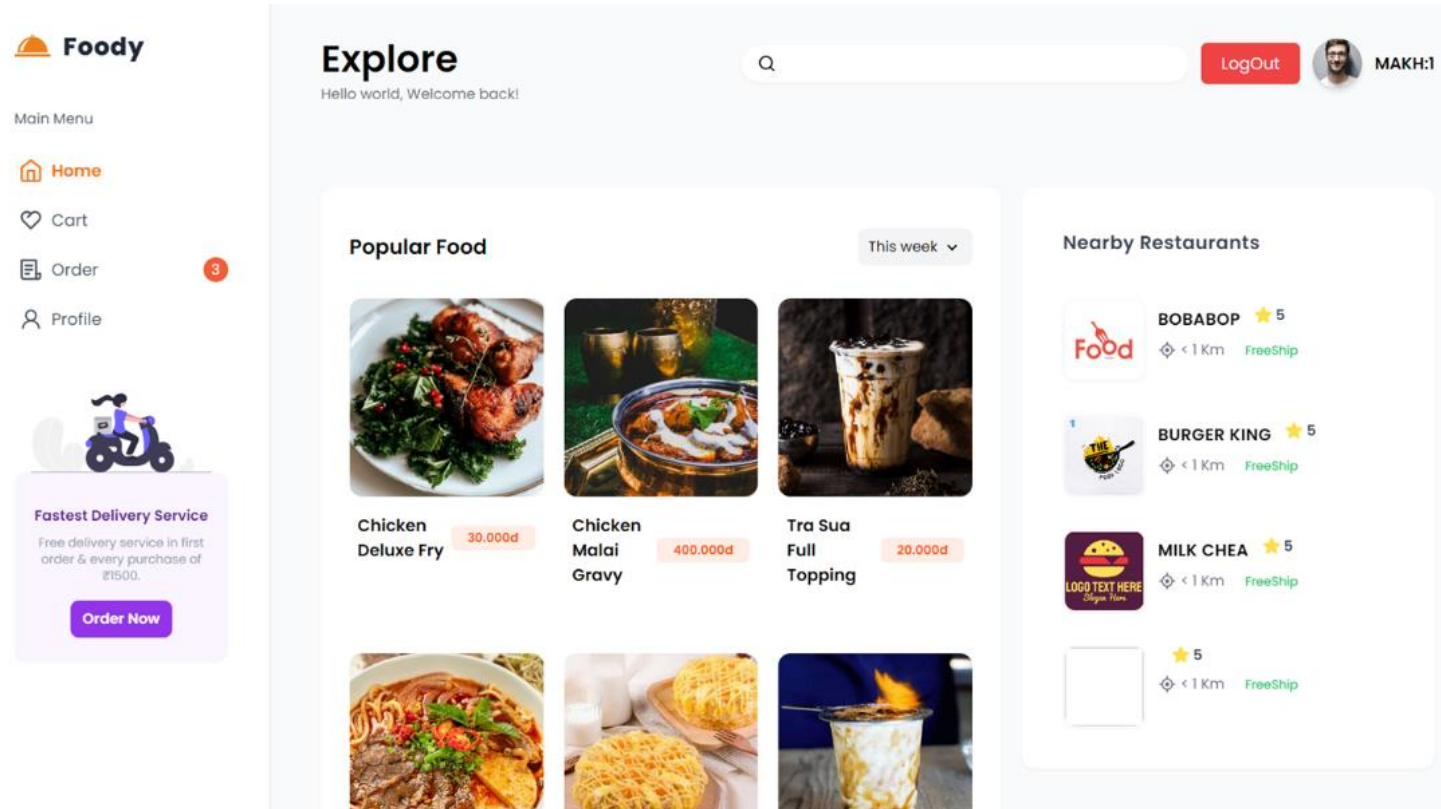 Foody
Main Menu
Home
Cart
Order 3
Profile
Fastest Delivery Service
Free delivery service in first
order & every purchase of
₹1500.
Order Now
Explore
Hello world, Welcome back!
LogOut
MAKH:1
Popular Food
This week
Chicken
Deluxe Fry
30.000đ
Chicken
Malai
Gravy
400.000đ
Tra Sua
Full
Topping
20.000đ
Nearby Restaurants
Food
BOBABOP 5
< 1 Km FreeShip
1
THE
BURGER KING 5
< 1 Km FreeShip
LOGO TEXT HERE
Slogan Here
MILK CHEA 5
< 1 Km FreeShip
5
< 1 Km FreeShip